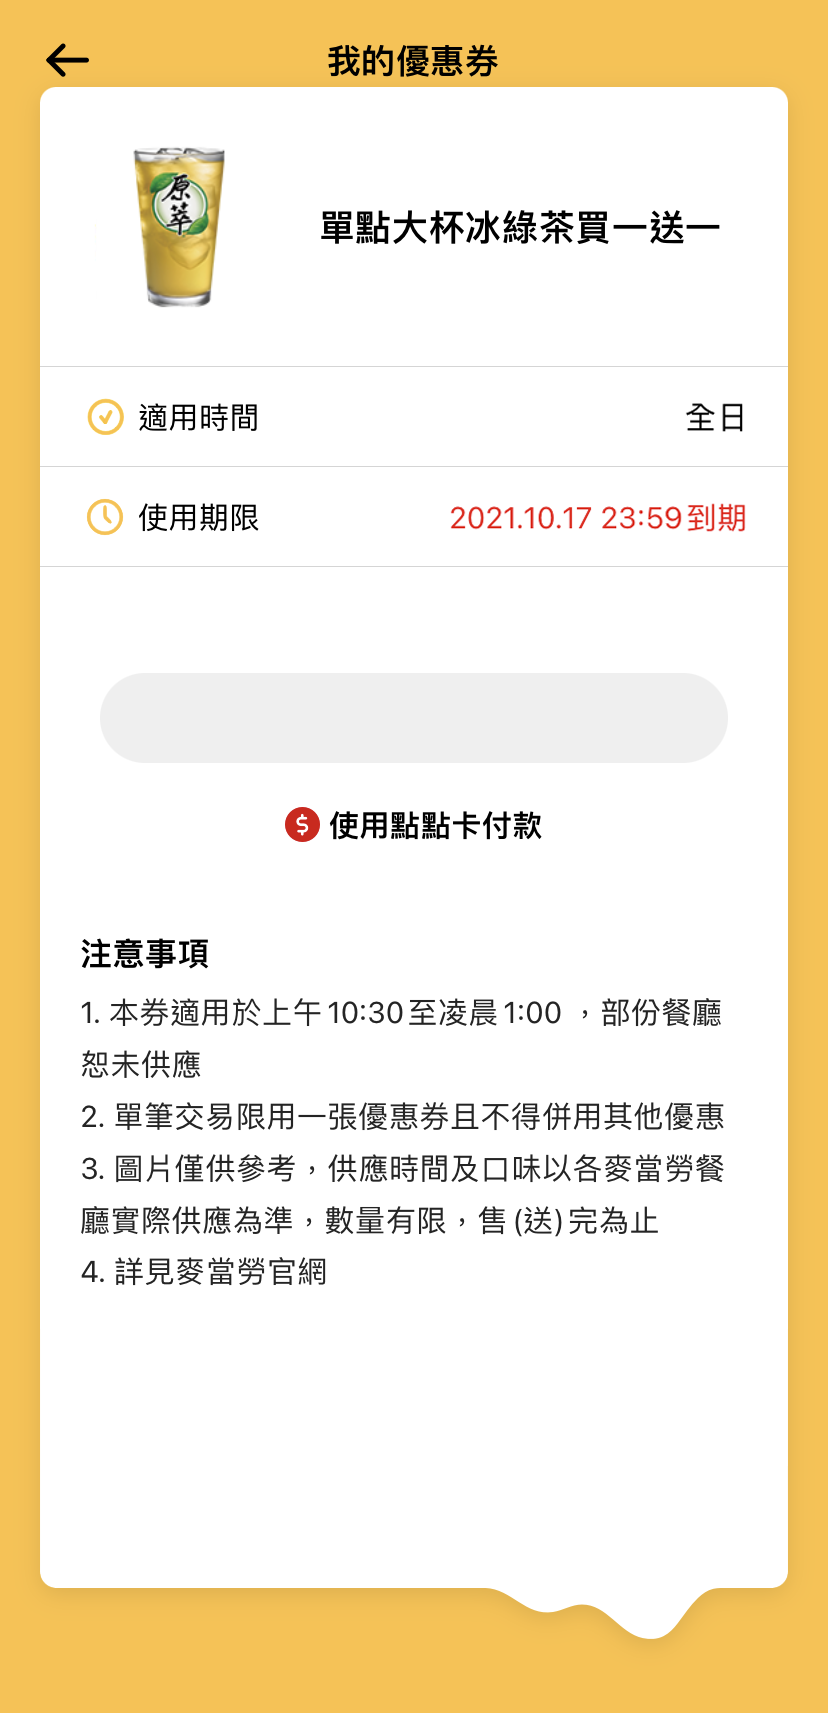 我的優惠券
原萃
單點大杯冰綠茶買一送一
適用時間 全日
使用期限 2021.10.17 23:59到期
使用點點卡付款
注意事項
1. 本券適用於上午10:30至凌晨1:00 ，部份餐廳
恕未供應
2. 單筆交易限用一張優惠券且不得併用其他優惠
3. 圖片僅供參考，供應時間及口味以各麥當勞餐
廳實際供應為準，數量有限，售(送)完為止
4. 詳見麥當勞官網